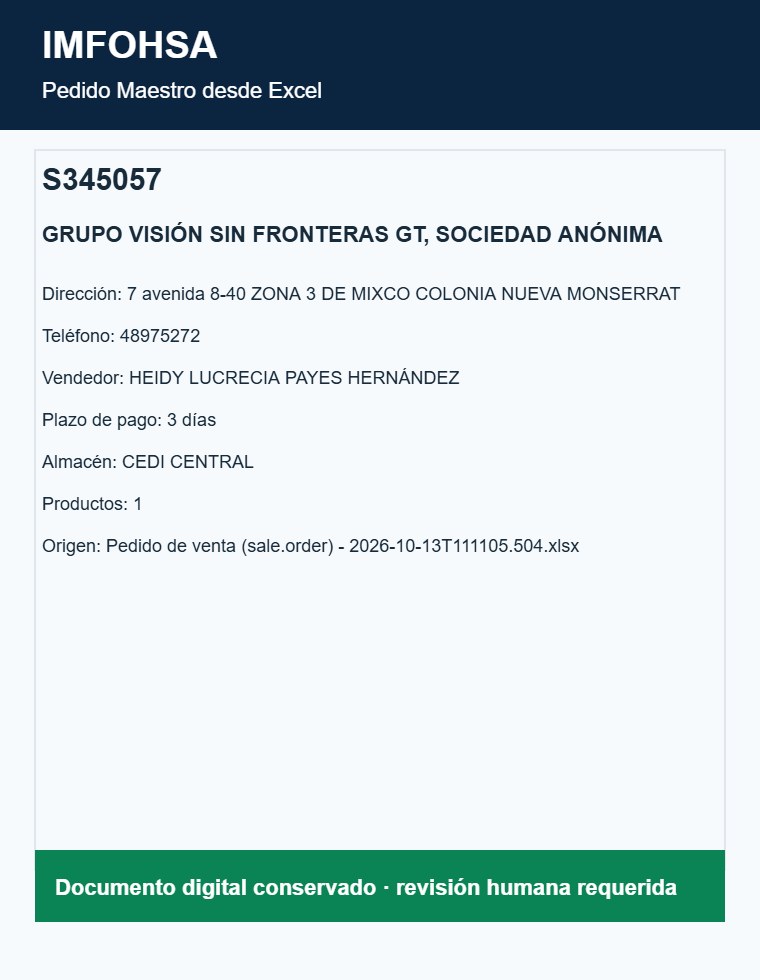 IMFOHSA
Pedido Maestro desde Excel
S345057
GRUPO VISIÓN SIN FRONTERAS GT, SOCIEDAD ANÓNIMA
Dirección: 7 avenida 8-40 ZONA 3 DE MIXCO COLONIA NUEVA MONSERRAT
Teléfono: 48975272
Vendedor: HEIDY LUCRECIA PAYES HERNÁNDEZ
Plazo de pago: 3 días
Almacén: CEDI CENTRAL
Productos: 1
Origen: Pedido de venta (sale.order) - 2026-10-13T111105.504.xlsx
Documento digital conservado · revisión humana requerida